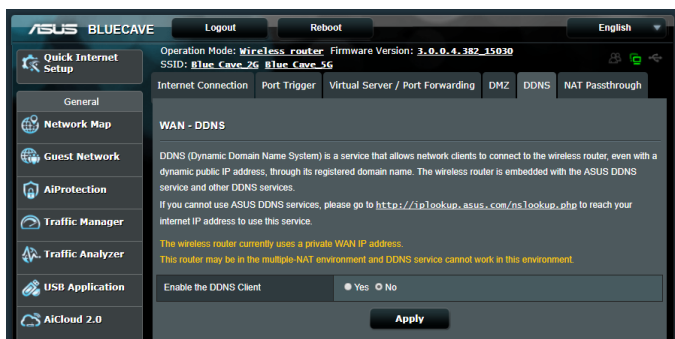 ASUS BLUECAVE
Logout
Reboot
English
Quick Internet
Setup
Operation Mode: Wireless router Firmware Version: 3.0.0.4.382_15030
SSID: Blue Cave_2G Blue Cave_5G
Internet Connection
Port Trigger
Virtual Server / Port Forwarding
DMZ
DDNS
NAT Passthrough
General
Network Map
Guest Network
AiProtection
Traffic Manager
Traffic Analyzer
USB Application
AiCloud 2.0
WAN - DDNS
DDNS (Dynamic Domain Name System) is a service that allows network clients to connect to the wireless router, even with a
dynamic public IP address, through its registered domain name. The wireless router is embedded with the ASUS DDNS
service and other DDNS services.
If you cannot use ASUS DDNS services, please go to http://iplookup.asus.com/nslookup.php to reach your
internet IP address to use this service.
The wireless router currently uses a private WAN IP address.
This router may be in the multiple-NAT environment and DDNS service cannot work in this environment.
Enable the DDNS Client
Yes No
Apply